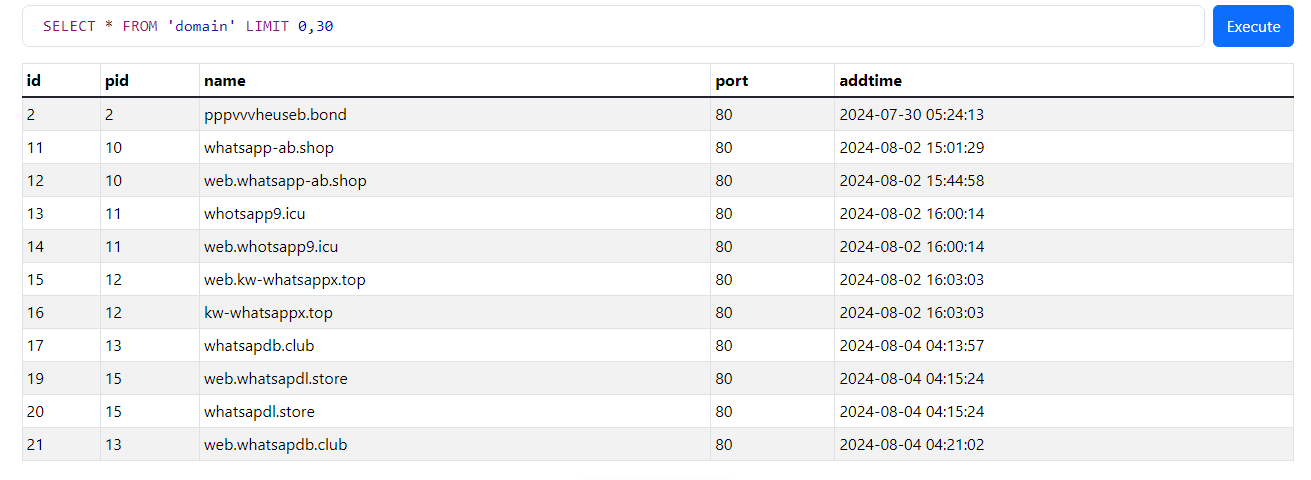 SELECT * FROM 'domain' LIMIT 0,30
Execute
id pid name port addtime
2 2 pppvvvheuseb.bond 80 2024-07-30 05:24:13
11 10 whatsapp-ab.shop 80 2024-08-02 15:01:29
12 10 web.whatsapp-ab.shop 80 2024-08-02 15:44:58
13 11 whotsapp9.icu 80 2024-08-02 16:00:14
14 11 web.whotsapp9.icu 80 2024-08-02 16:00:14
15 12 web.kw-whatsappx.top 80 2024-08-02 16:03:03
16 12 kw-whatsappx.top 80 2024-08-02 16:03:03
17 13 whatsapdb.club 80 2024-08-04 04:13:57
19 15 web.whatsapdl.store 80 2024-08-04 04:15:24
20 15 whatsapdl.store 80 2024-08-04 04:15:24
21 13 web.whatsapdb.club 80 2024-08-04 04:21:02